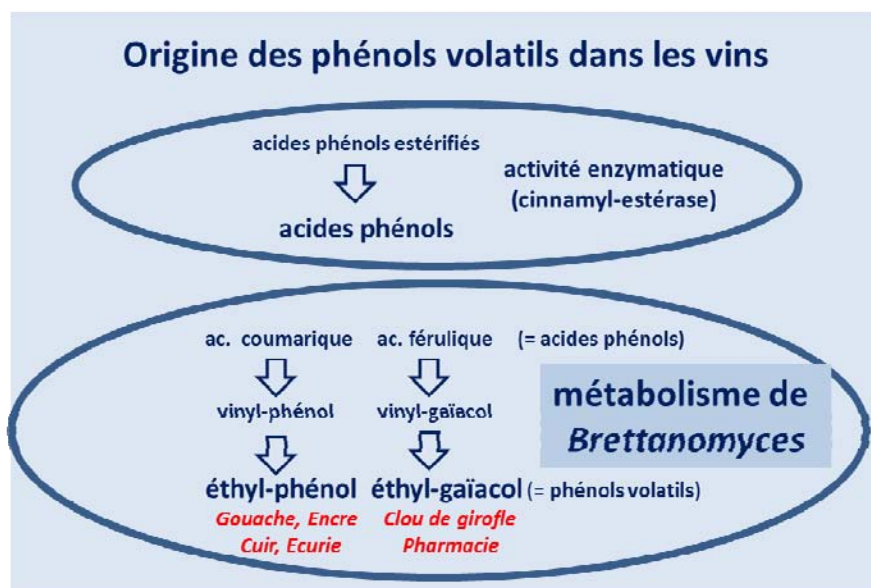 Origine des phénols volatils dans les vins
acides phénols estérifiés
activité enzymatique
(cinnamyl-estérase)
acides phénols
ac. coumarique ac. férulique (= acides phénols)
vinyl-phénol vinyl-gaïacol
métabolisme de
Brettanomyces
éthyl-phénol éthyl-gaïacol (= phénols volatils)
Gouache, Encre Clou de girofle
Cuir, Ecurie Pharmacie